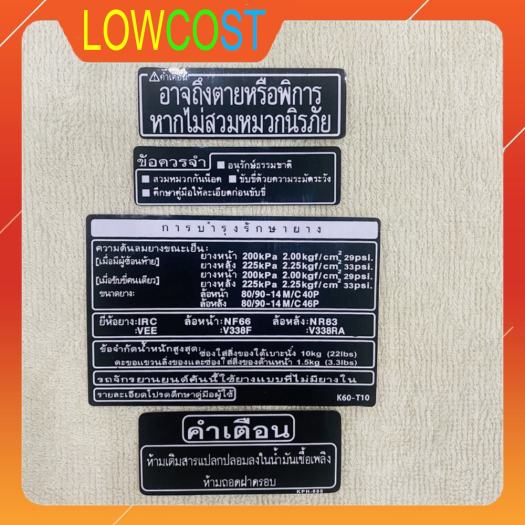 LOWCOST
⚠คำเตือน
อาจถึงตายหรือพิการ
หากไม่สวมหมวกนิรภัย
ข้อควรจำ ■ อนุรักษ์ธรรมชาติ
■ สวมหมวกกันน็อค ■ ขับขี่ด้วยความระมัดระวัง
■ ศึกษาคู่มือให้ละเอียดก่อนขับขี่
การบำรุงรักษายาง
ความดันลมยางขณะเย็น:
[เมื่อมีผู้ซ้อนท้าย] ยางหน้า 200kPa 2.00kgf/cm² 29psi.
ยางหลัง 225kPa 2.25kgf/cm² 33psi.
[เมื่อขับขี่คนเดียว] ยางหน้า 200kPa 2.00kgf/cm² 29psi.
ยางหลัง 225kPa 2.25kgf/cm² 33psi.
ขนาดยาง: ล้อหน้า 80/90-14 M/C 40P
ล้อหลัง 80/90-14 M/C 46P
ยี่ห้อยาง:IRC ล้อหน้า:NF66 ล้อหลัง:NR83
:VEE :V338F :V338RA
ข้อจำกัดน้ำหนักสูงสุด: ช่องใส่สิ่งของใต้เบาะนั่ง 10kg (22lbs)
ตะขอแขวนสิ่งของและช่องใส่สิ่งของด้านหน้า 1.5kg (3.3lbs)
รถจักรยานยนต์คันนี้ใช้ยางแบบที่ไม่มียางใน
รายละเอียดโปรดศึกษาคู่มือผู้ใช้ K60-T10
คำเตือน
ห้ามเติมสารแปลกปลอมลงในน้ำมันเชื้อเพลิง
ห้ามถอดฝาครอบ